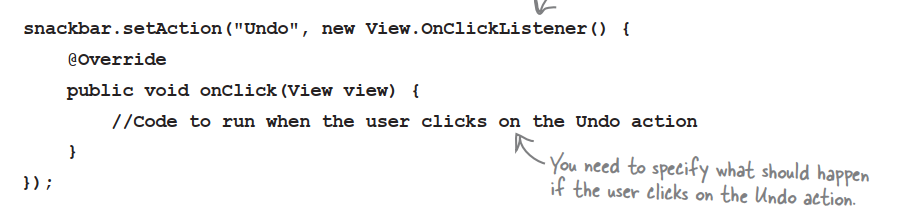 snackbar.setAction("Undo", new View.OnClickListener() {
@Override
public void onClick(View view) {
//Code to run when the user clicks on the Undo action
}
You need to specify what should happen
if the user clicks on the Undo action.
});